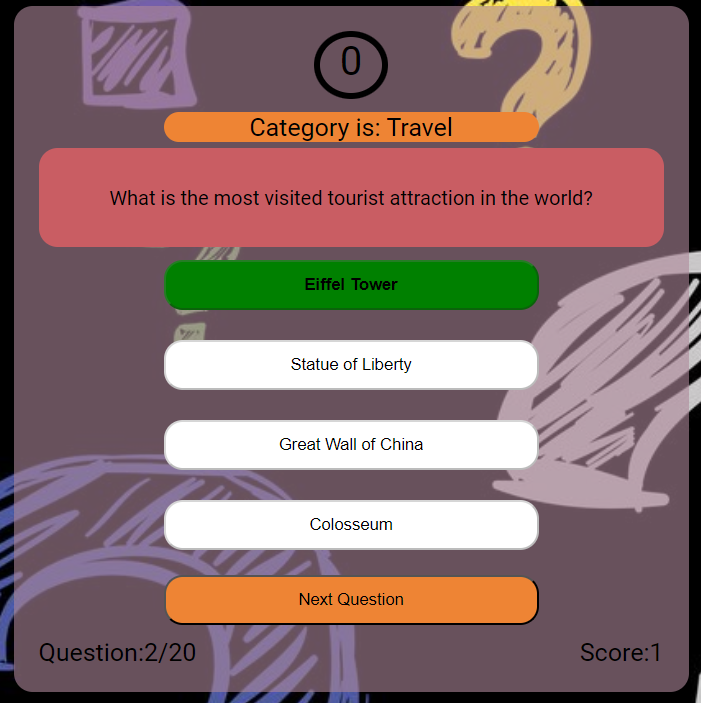 0
Category is: Travel
What is the most visited tourist attraction in the world?
Eiffel Tower
Statue of Liberty
Great Wall of China
Colosseum
Next Question
Question:2/20
Score:1